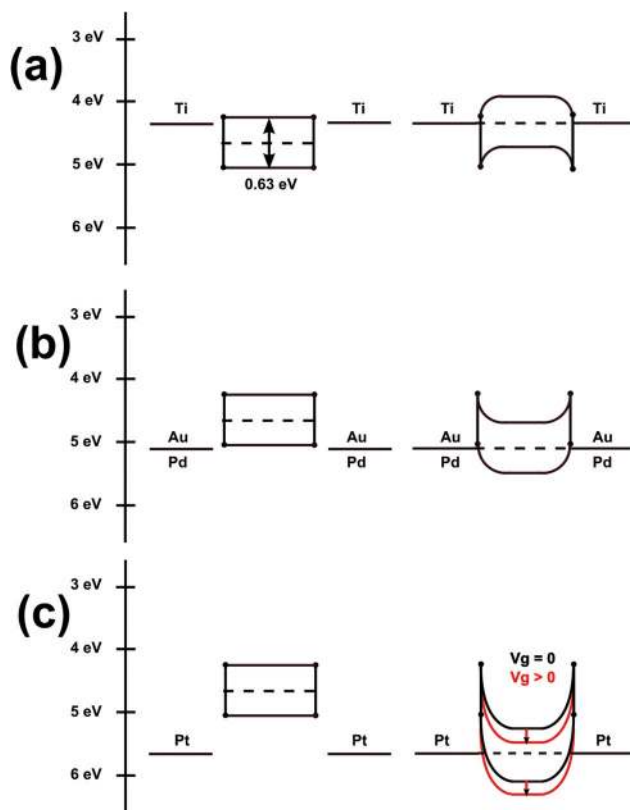 (a)
3 eV
4 eV
5 eV
6 eV
Ti
Ti
Ti
Ti
0.63 eV
(b)
3 eV
4 eV
5 eV
6 eV
Au
Pd
Au
Pd
Au
Pd
Au
Pd
(c)
3 eV
4 eV
5 eV
6 eV
Pt
Pt
Pt
Pt
Vg = 0
Vg > 0